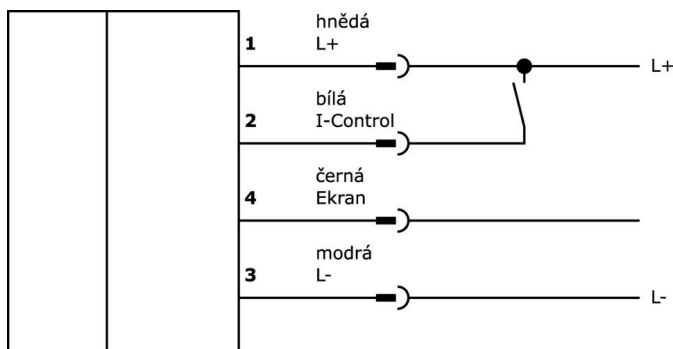 hnědá
1 L+ L+
bílá
2 I-Control
černá
4 Ekran
modrá
3 L-
L-